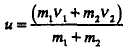 u = (m₁v₁ + m₂v₂) / (m₁ + m₂)